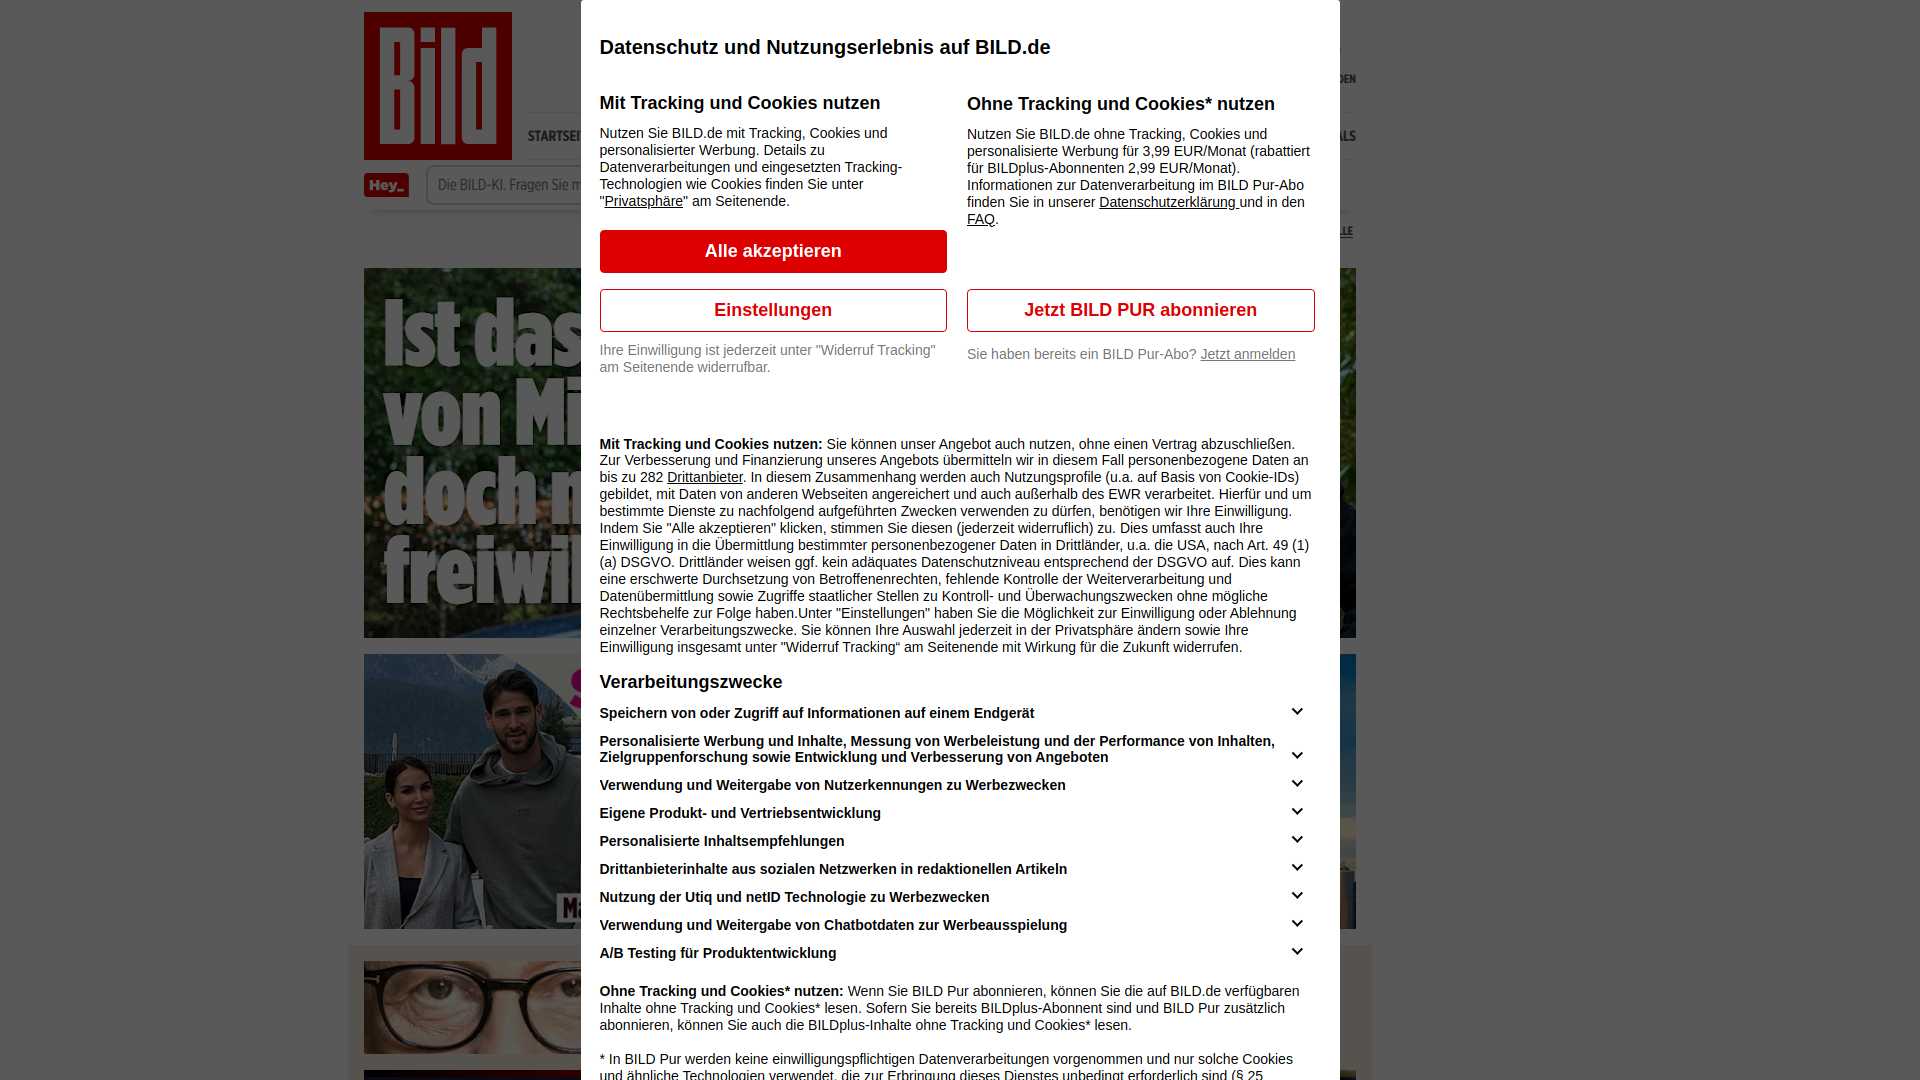 Bild
Datenschutz und Nutzungserlebnis auf BILD.de
Mit Tracking und Cookies nutzen
Nutzen Sie BILD.de mit Tracking, Cookies und
personalisierter Werbung. Details zu
Datenverarbeitungen und eingesetzten Tracking-
Technologien wie Cookies finden Sie unter
"Privatsphäre" am Seitenende.
Alle akzeptieren
Einstellungen
Ihre Einwilligung ist jederzeit unter "Widerruf Tracking"
am Seitenende widerrufbar.
Ohne Tracking und Cookies* nutzen
Nutzen Sie BILD.de ohne Tracking, Cookies und
personalisierte Werbung für 3,99 EUR/Monat (rabattiert
für BILDplus-Abonnenten 2,99 EUR/Monat).
Informationen zur Datenverarbeitung im BILD Pur-Abo
finden Sie in unserer Datenschutzerklärung und in den
FAQ.
Jetzt BILD PUR abonnieren
Sie haben bereits ein BILD Pur-Abo? Jetzt anmelden
Hey_
Die BILD-KI. Fragen Sie
Ist das
von
doch
Mit Tracking und Cookies nutzen: Sie können unser Angebot auch nutzen, ohne einen Vertrag abzuschließen.
Zur Verbesserung und Finanzierung unseres Angebots übermitteln wir in diesem Fall personenbezogene Daten an
bis zu 282 Drittanbieter. In diesem Zusammenhang werden auch Nutzungsprofile (u.a. auf Basis von Cookie-IDs)
gebildet, mit Daten von anderen Webseiten angereichert und auch außerhalb des EWR verarbeitet. Hierfür und um
bestimmte Dienste zu nachfolgend aufgeführten Zwecken verwenden zu dürfen, benötigen wir Ihre Einwilligung.
Indem Sie "Alle akzeptieren" klicken, stimmen Sie diesen (jederzeit widerruflich) zu. Dies umfasst auch Ihre
Einwilligung in die Übermittlung bestimmter personenbezogener Daten in Drittländer, u.a. die USA, nach Art. 49 (1)
(a) DSGVO. Drittländer weisen ggf. kein adäquates Datenschutzniveau entsprechend der DSGVO auf. Dies kann
eine erschwerte Durchsetzung von Betroffenenrechten, fehlende Kontrolle der Weiterverarbeitung und
Datenübermittlung sowie Zugriffe staatlicher Stellen zu Kontroll- und Überwachungszwecken ohne mögliche
Rechtsbehelfe zur Folge haben.Unter "Einstellungen" haben Sie die Möglichkeit zur Einwilligung oder Ablehnung
einzelner Verarbeitungszwecke. Sie können Ihre Auswahl jederzeit in der Privatsphäre ändern sowie Ihre
Einwilligung insgesamt unter "Widerruf Tracking“ am Seitenende mit Wirkung für die Zukunft widerrufen.
Verarbeitungszwecke
Speichern von oder Zugriff auf Informationen auf einem Endgerät
Personalisierte Werbung und Inhalte, Messung von Werbeleistung und der Performance von Inhalten,
Zielgruppenforschung sowie Entwicklung und Verbesserung von Angeboten
Verwendung und Weitergabe von Nutzerkennungen zu Werbezwecken
Eigene Produkt- und Vertriebsentwicklung
Personalisierte Inhaltsempfehlungen
Drittanbieterinhalte aus sozialen Netzwerken in redaktionellen Artikeln
Nutzung der Utiq und netID Technologie zu Werbezwecken
Verwendung und Weitergabe von Chatbotdaten zur Werbeausspielung
A/B Testing für Produktentwicklung
Ohne Tracking und Cookies* nutzen: Wenn Sie BILD Pur abonnieren, können Sie die auf BILD.de verfügbaren
Inhalte ohne Tracking und Cookies* lesen. Sofern Sie bereits BILDplus-Abonnent sind und BILD Pur zusätzlich
abonnieren, können Sie auch die BILDplus-Inhalte ohne Tracking und Cookies* lesen.
* In BILD Pur werden keine einwilligungspflichtigen Datenverarbeitungen vorgenommen und nur solche Cookies
und ähnliche Technologien verwendet, die zur Erbringung dieses Dienstes unbedingt erforderlich sind (§ 25